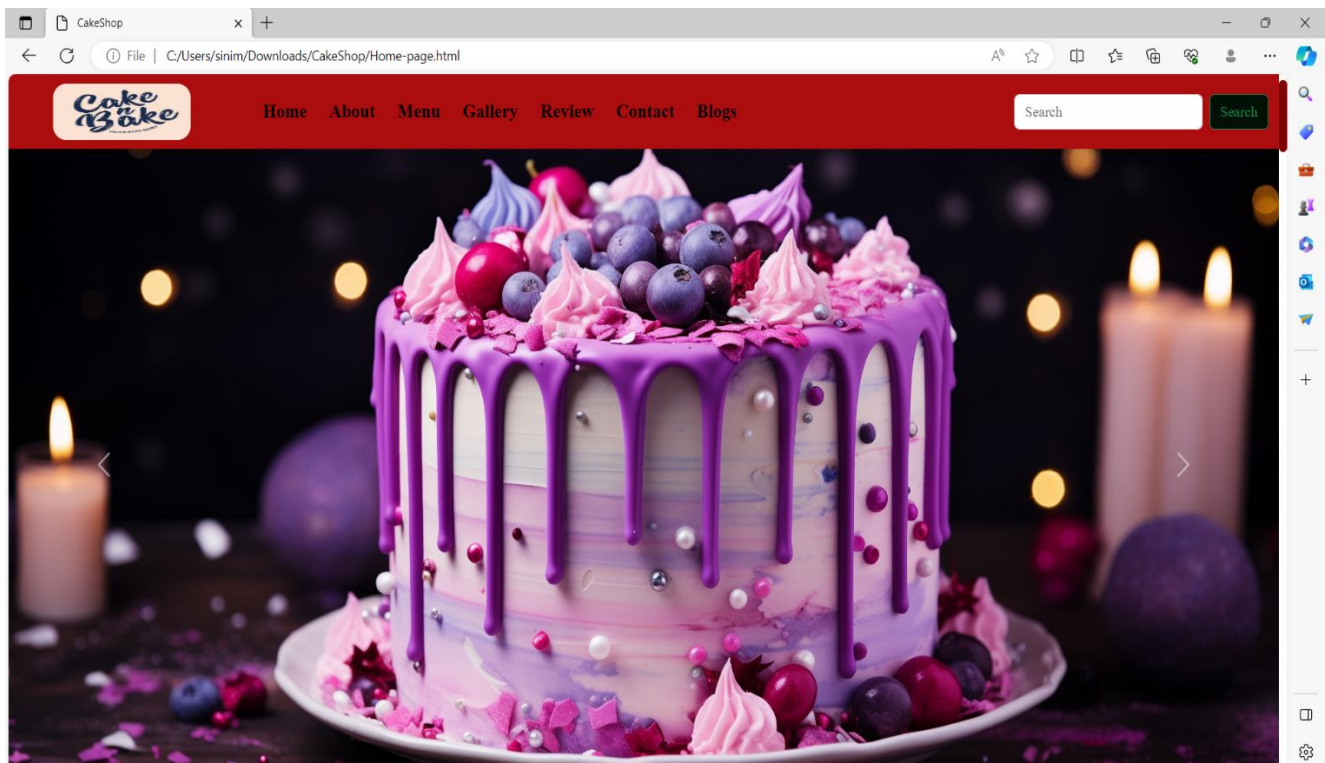 CakeShop
File | C:/Users/sinim/Downloads/CakeShop/Home-page.html
Cake
n
Bake
Home About Menu Gallery Review Contact Blogs
Search
Search